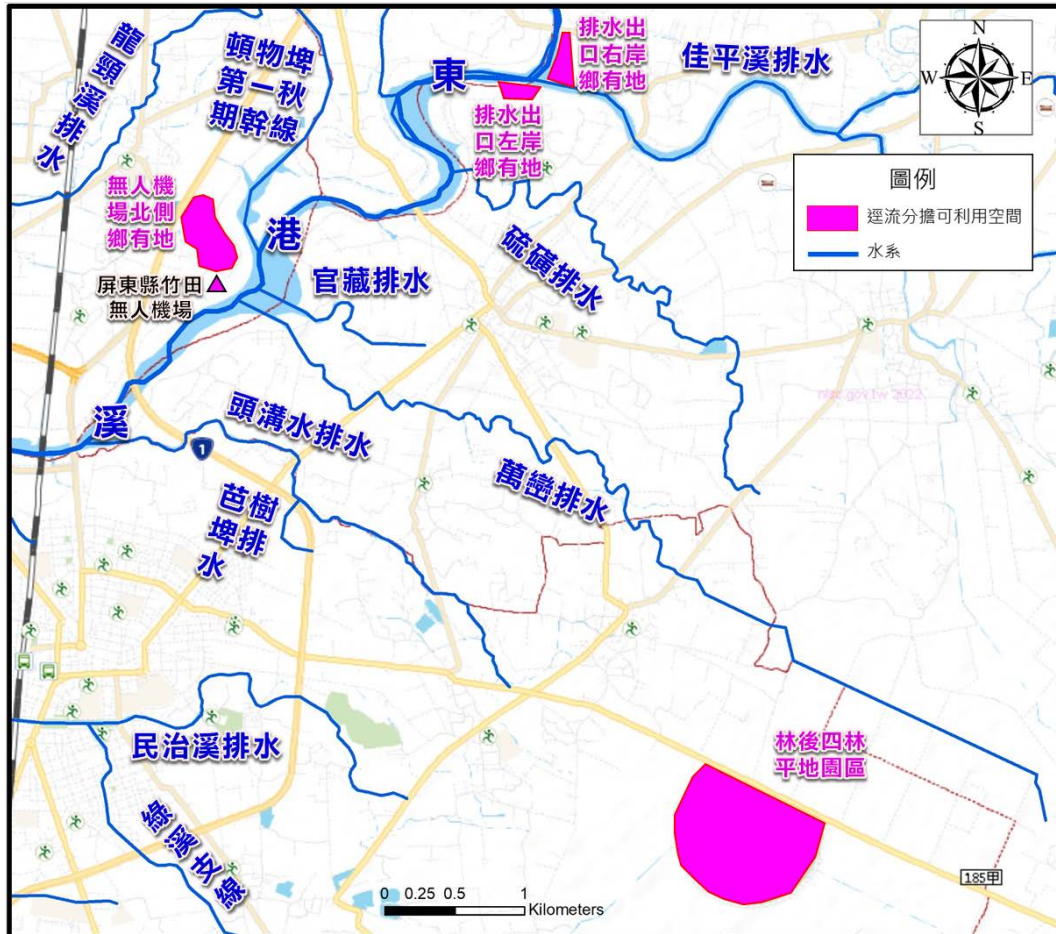 龍頸溪排水
頓物埤
第一秋
期幹線
東
排水出
口右岸
鄉有地
佳平溪排水
N
W
E
S
排水出
口左岸
鄉有地
圖例
逕流分擔可利用空間
水系
無人機
場北側
鄉有地
港
屏東縣竹田
無人機場
官藏排水
硫磺排水
nlsc.gov.tw 2022
溪
1
頭溝水排水
萬巒排水
芭樹
埤排
水
民治溪排水
林後四林
平地園區
綠溪支線
185甲
0 0.25 0.5 1
Kilometers